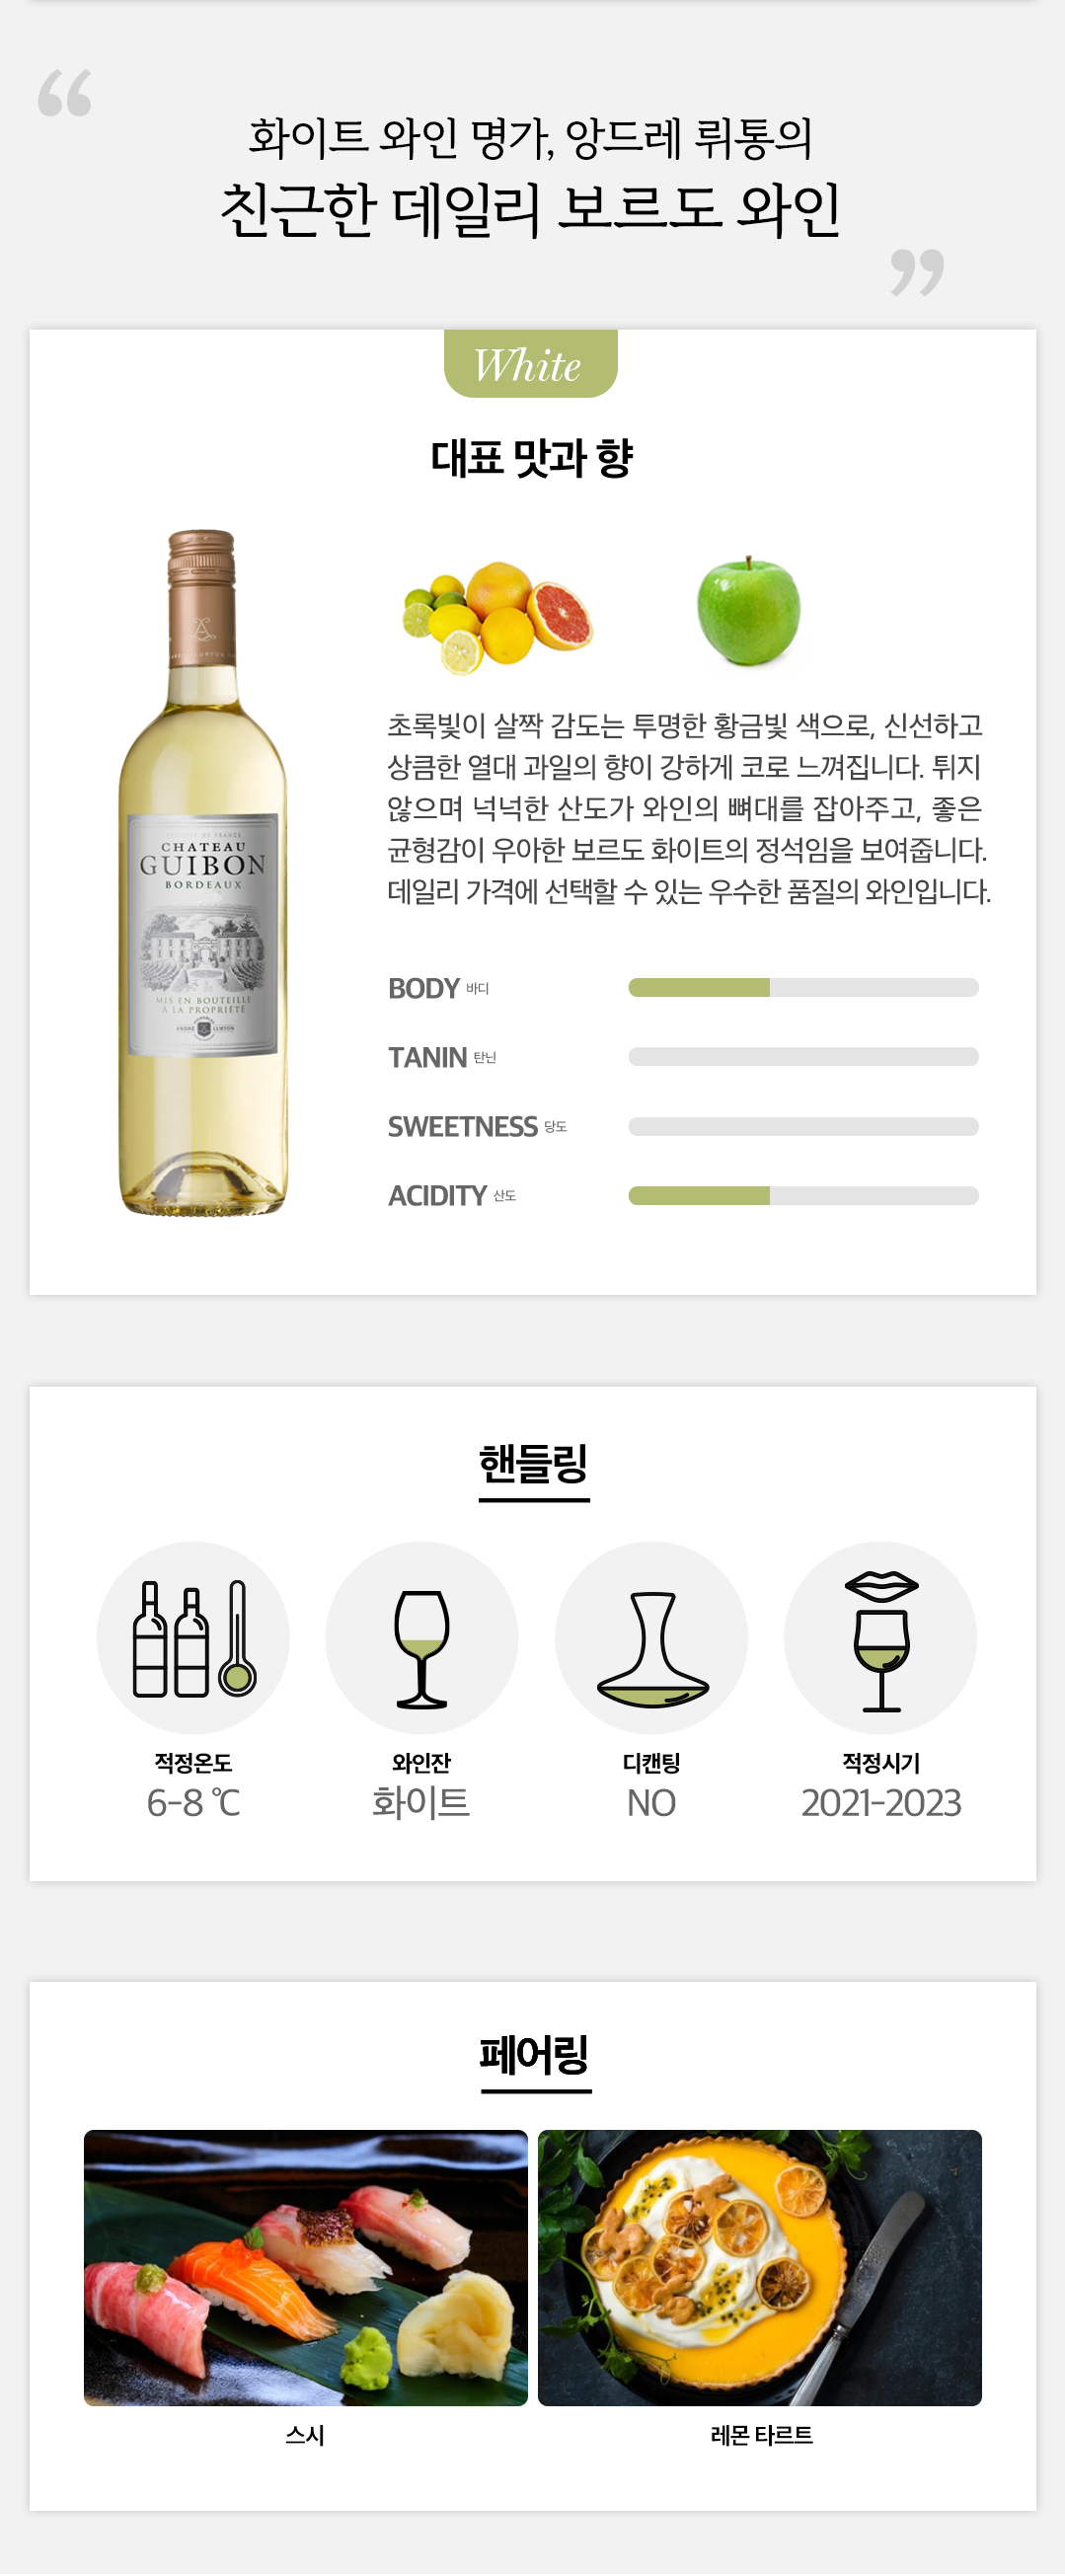 “
화이트 와인 명가, 앙드레 뤼통의
친근한 데일리 보르도 와인
”
White
대표 맛과 향
PRODUIT DE FRANCE
CHATEAU
GUIBON
BORDEAUX
MIS EN BOUTEILLE
À LA PROPRIÉTÉ
ANDRÉ LURTON
초록빛이 살짝 감도는 투명한 황금빛 색으로, 신선하고
상큼한 열대 과일의 향이 강하게 코로 느껴집니다. 튀지
않으며 넉넉한 산도가 와인의 뼈대를 잡아주고, 좋은
균형감이 우아한 보르도 화이트의 정석임을 보여줍니다.
데일리 가격에 선택할 수 있는 우수한 품질의 와인입니다.
BODY 바디
TANIN 탄닌
SWEETNESS 당도
ACIDITY 산도
핸들링
적정온도
6-8 ℃
와인잔
화이트
디캔팅
NO
적정시기
2021-2023
페어링
스시
레몬 타르트